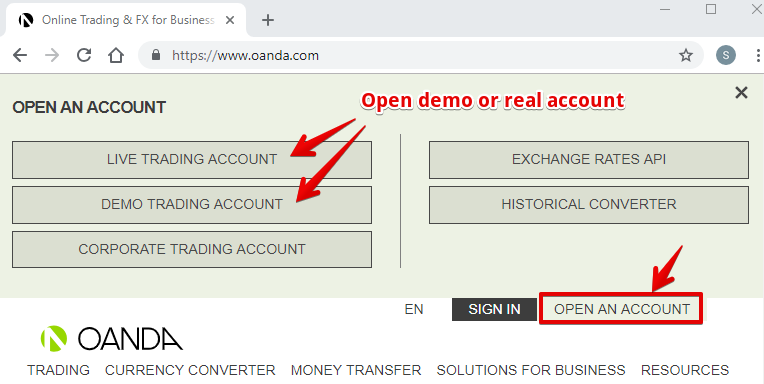 Online Trading & FX for Business
https://www.oanda.com
S
OPEN AN ACCOUNT
Open demo or real account
LIVE TRADING ACCOUNT
EXCHANGE RATES API
DEMO TRADING ACCOUNT
HISTORICAL CONVERTER
CORPORATE TRADING ACCOUNT
EN
SIGN IN
OPEN AN ACCOUNT
OANDA
TRADING CURRENCY CONVERTER MONEY TRANSFER SOLUTIONS FOR BUSINESS RESOURCES